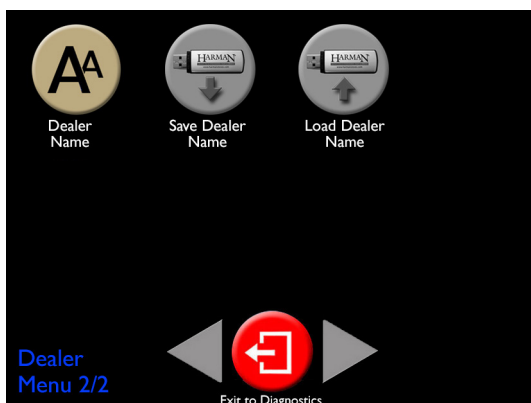 AA
HARMAN
HARMAN
Dealer
Name
Save Dealer
Name
Load Dealer
Name
Dealer
Menu 2/2
Exit to Diagnostics